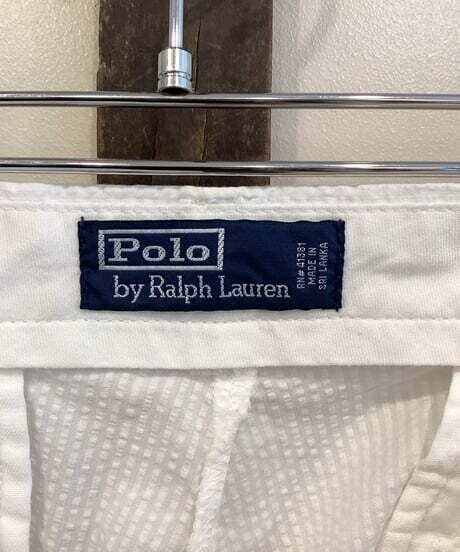 Polo
by Ralph Lauren
RN# 41381
MADE IN
SRI LANKA